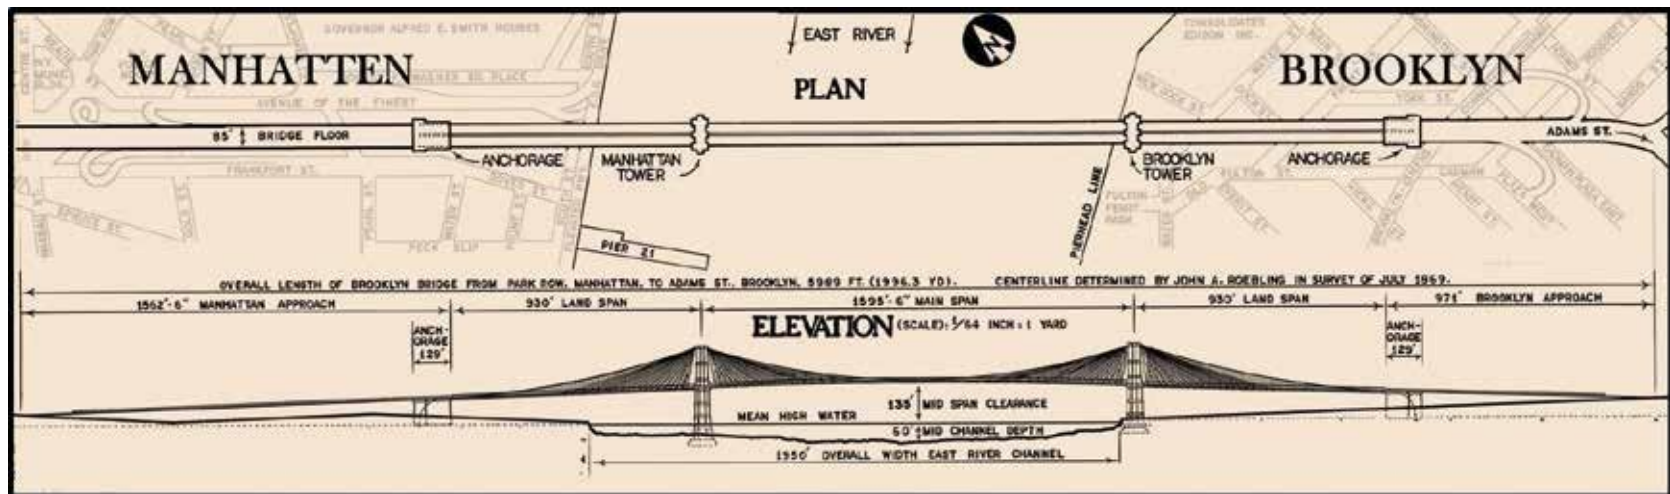 GOVERNOR ALFRED E. SMITH HOUSES
EAST RIVER
CONSOLIDATED
EDISON INC.
MANHATTEN
BROOKLYN
PLAN
AVENUE OF THE FINEST
YORK ST.
85' BRIDGE FLOOR
ADAMS ST.
ANCHORAGE
MANHATTAN
TOWER
BROOKLYN
TOWER
ANCHORAGE
FRANKFORT ST.
FULTON ST.
PIERHEAD LINE
SPRUCE ST.
PECK SLIP
PIER 21
OVERALL LENGTH OF BROOKLYN BRIDGE FROM PARK ROW, MANHATTAN, TO ADAMS ST., BROOKLYN, 5989 FT. (1996.3 YD). CENTERLINE DETERMINED BY JOHN A. ROEBLING IN SURVEY OF JULY 1869.
1562'-6" MANHATTAN APPROACH
930' LAND SPAN
1595'-6" MAIN SPAN
930' LAND SPAN
971' BROOKLYN APPROACH
ELEVATION (SCALE): 1/64 INCH = 1 YARD
ANCH-
ORAGE
129'
ANCH-
ORAGE
129'
135' MID SPAN CLEARANCE
MEAN HIGH WATER
60' MID CHANNEL DEPTH
1950' OVERALL WIDTH EAST RIVER CHANNEL